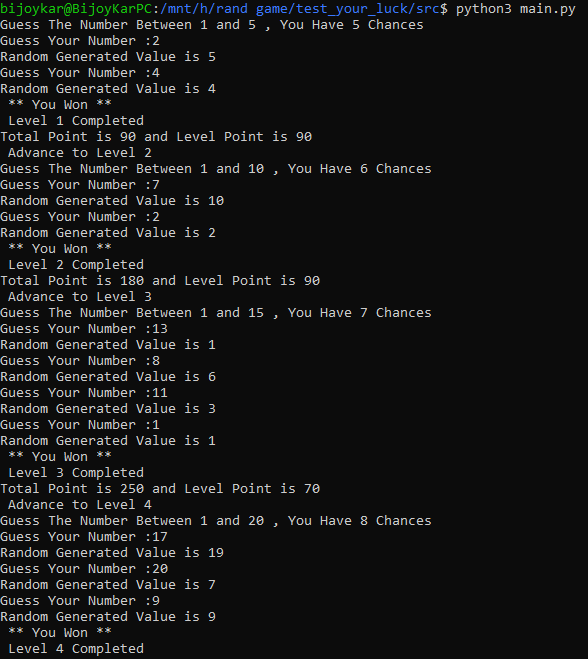 bijoykar@BijoyKarPC:/mnt/h/rand game/test_your_luck/src$ python3 main.py
Guess The Number Between 1 and 5 , You Have 5 Chances
Guess Your Number :2
Random Generated Value is 5
Guess Your Number :4
Random Generated Value is 4
 ** You Won **
 Level 1 Completed
Total Point is 90 and Level Point is 90
 Advance to Level 2
Guess The Number Between 1 and 10 , You Have 6 Chances
Guess Your Number :7
Random Generated Value is 10
Guess Your Number :2
Random Generated Value is 2
 ** You Won **
 Level 2 Completed
Total Point is 180 and Level Point is 90
 Advance to Level 3
Guess The Number Between 1 and 15 , You Have 7 Chances
Guess Your Number :13
Random Generated Value is 1
Guess Your Number :8
Random Generated Value is 6
Guess Your Number :11
Random Generated Value is 3
Guess Your Number :1
Random Generated Value is 1
 ** You Won **
 Level 3 Completed
Total Point is 250 and Level Point is 70
 Advance to Level 4
Guess The Number Between 1 and 20 , You Have 8 Chances
Guess Your Number :17
Random Generated Value is 19
Guess Your Number :20
Random Generated Value is 7
Guess Your Number :9
Random Generated Value is 9
 ** You Won **
 Level 4 Completed